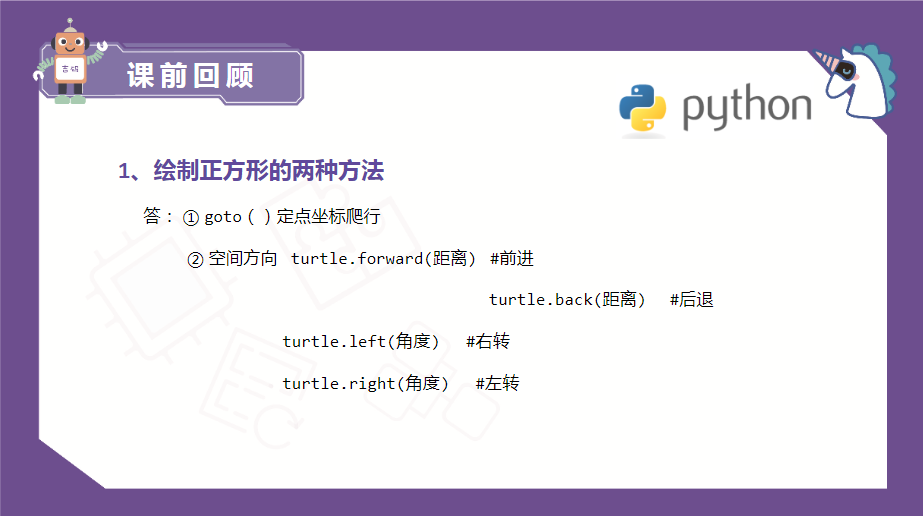 课前回顾
python
1、绘制正方形的两种方法
答：① goto（）定点坐标爬行
② 空间方向 turtle.forward(距离) #前进
turtle.back(距离) #后退
turtle.left(角度) #右转
turtle.right(角度) #左转